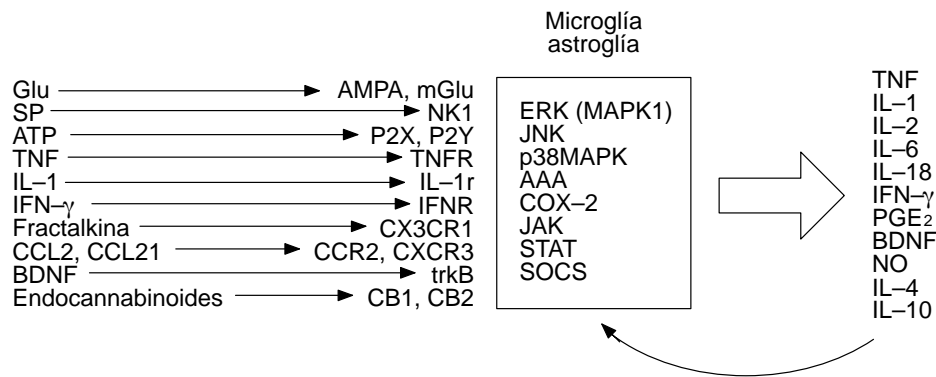 Microglía
astroglía
Glu AMPA, mGlu
SP NK1
ATP P2X, P2Y
TNF TNFR
IL–1 IL–1r
IFN–γ IFNR
Fractalkina CX3CR1
CCL2, CCL21 CCR2, CXCR3
BDNF trkB
Endocannabinoides CB1, CB2
ERK (MAPK1)
JNK
p38MAPK
AAA
COX–2
JAK
STAT
SOCS
TNF
IL–1
IL–2
IL–6
IL–18
IFN–γ
PGE2
BDNF
NO
IL–4
IL–10